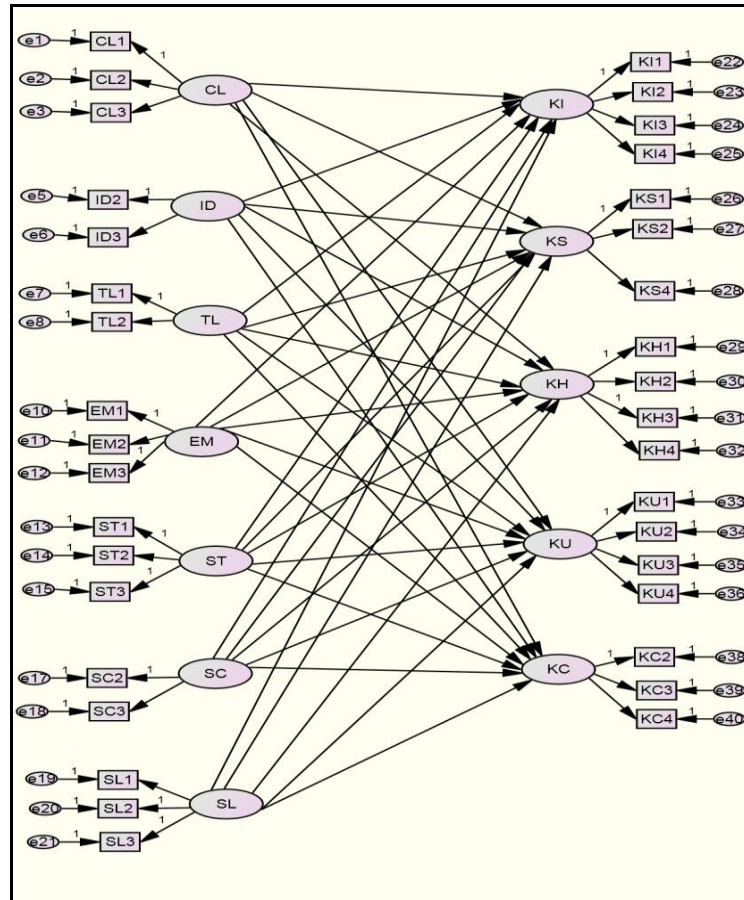 e1 1 CL1 1
e2 1 CL2
e3 1 CL3
CL
e5 1 ID2 1
e6 1 ID3
ID
e7 1 TL1 1
e8 1 TL2
TL
e10 1 EM1 1
e11 1 EM2
e12 1 EM3 1
EM
e13 1 ST1 1
e14 1 ST2
e15 1 ST3
ST
e17 1 SC2 1
e18 1 SC3
SC
e19 1 SL1
e20 1 SL2 1
e21 1 SL3 1
SL
KI
1 KI1 1 e22
KI2 1 e23
KI3 1 e24
KI4 1 e25
KS
1 KS1 1 e26
KS2 1 e27
KS4 1 e28
KH
1 KH1 1 e29
KH2 1 e30
1 KH3 1 e31
KH4 1 e32
KU
1 KU1 1 e33
KU2 1 e34
KU3 1 e35
KU4 1 e36
KC
1 KC2 1 e38
KC3 1 e39
KC4 1 e40